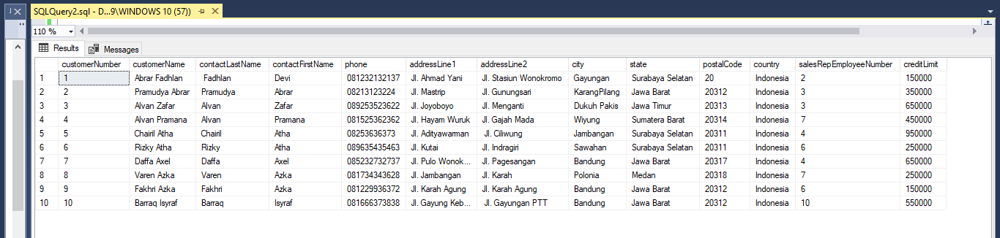 SQLQuery2.sql - D...9\WINDOWS 10 (57))
110 %
Results Messages
customerNumber customerName contactLastName contactFirstName phone addressLine1 addressLine2 city state postalCode country salesRepEmployeeNumber creditLimit
1 1 Abrar Fadhlan Fadhlan Devi 081232132137 Jl. Ahmad Yani Jl. Stasiun Wonokromo Gayungan Surabaya Selatan 20 Indonesia 2 150000
2 2 Pramudya Abrar Pramudya Abrar 08213123224 Jl. Mastrip Jl. Gunungsari KarangPilang Jawa Barat 20312 Indonesia 3 350000
3 3 Alvan Zafar Alvan Zafar 089253523622 Jl. Joyoboyo Jl. Menganti Dukuh Pakis Jawa Timur 20313 Indonesia 3 650000
4 4 Alvan Pramana Alvan Pramana 081525362362 Jl. Hayam Wuruk Jl. Gajah Mada Wiyung Sumatera Barat 20314 Indonesia 7 450000
5 5 Chairil Atha Chairil Atha 08253636373 Jl. Adityawarman Jl. Ciliwung Jambangan Surabaya Selatan 20311 Indonesia 4 950000
6 6 Rizky Atha Rizky Atha 089635435463 Jl. Kutai Jl. Indragiri Sawahan Surabaya Selatan 20311 Indonesia 6 250000
7 7 Daffa Axel Daffa Axel 085232732737 Jl. Pulo Wonok... Jl. Pagesangan Bandung Jawa Barat 20317 Indonesia 4 650000
8 8 Varen Azka Varen Azka 081734343628 Jl. Jambangan Jl. Karah Polonia Medan 20318 Indonesia 7 250000
9 9 Fakhri Azka Fakhri Azka 081229936372 Jl. Karah Agung Jl. Karah Agung Bandung Jawa Barat 20312 Indonesia 6 150000
10 10 Barraq Isyraf Barraq Isyraf 081666373838 Jl. Gayung Keb... Jl. Gayungan PTT Bandung Jawa Barat 20312 Indonesia 10 550000